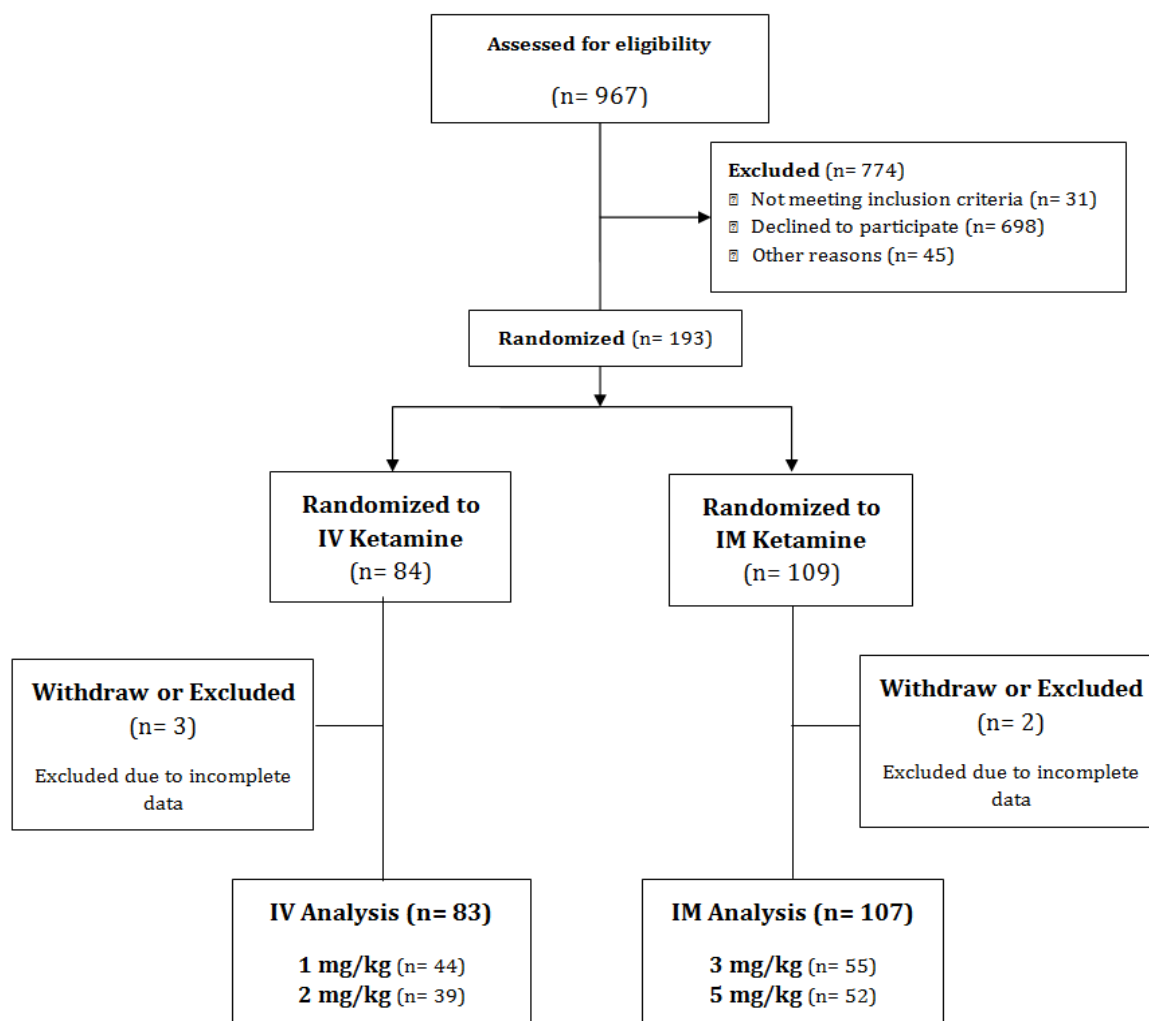 Assessed for eligibility
(n= 967)
Excluded (n= 774)
⍰ Not meeting inclusion criteria (n= 31)
⍰ Declined to participate (n= 698)
⍰ Other reasons (n= 45)
Randomized (n= 193)
Randomized to
IV Ketamine
(n= 84)
Randomized to
IM Ketamine
(n= 109)
Withdraw or Excluded
(n= 3)
Excluded due to incomplete
data
Withdraw or Excluded
(n= 2)
Excluded due to incomplete
data
IV Analysis (n= 83)
1 mg/kg (n= 44)
2 mg/kg (n= 39)
IM Analysis (n= 107)
3 mg/kg (n= 55)
5 mg/kg (n= 52)